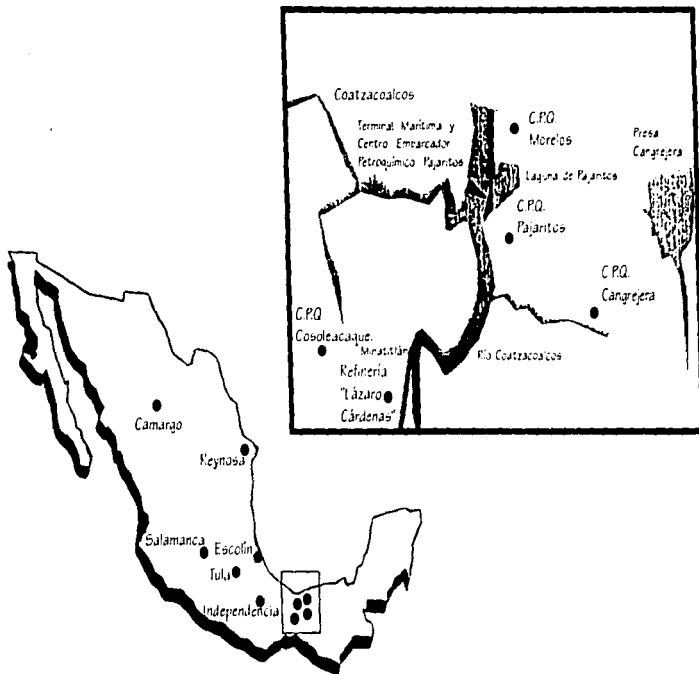 Coatzacoalcos
Terminal Marítima y
Centro Embarcador
Petroquímico Pajaritos
C.P.Q.
Morelos
Presa
Cangrejera
Laguna de Pajaritos
C.P.Q.
Pajaritos
C.P.Q.
Cangrejera
C.P.Q.
Cosoleacaque.
Minatitlán
Río Coatzacoalcos
Refinería
"Lázaro
Cárdenas"
Camargo
Reynosa
Salamanca
Escolín
Tula
Independencia